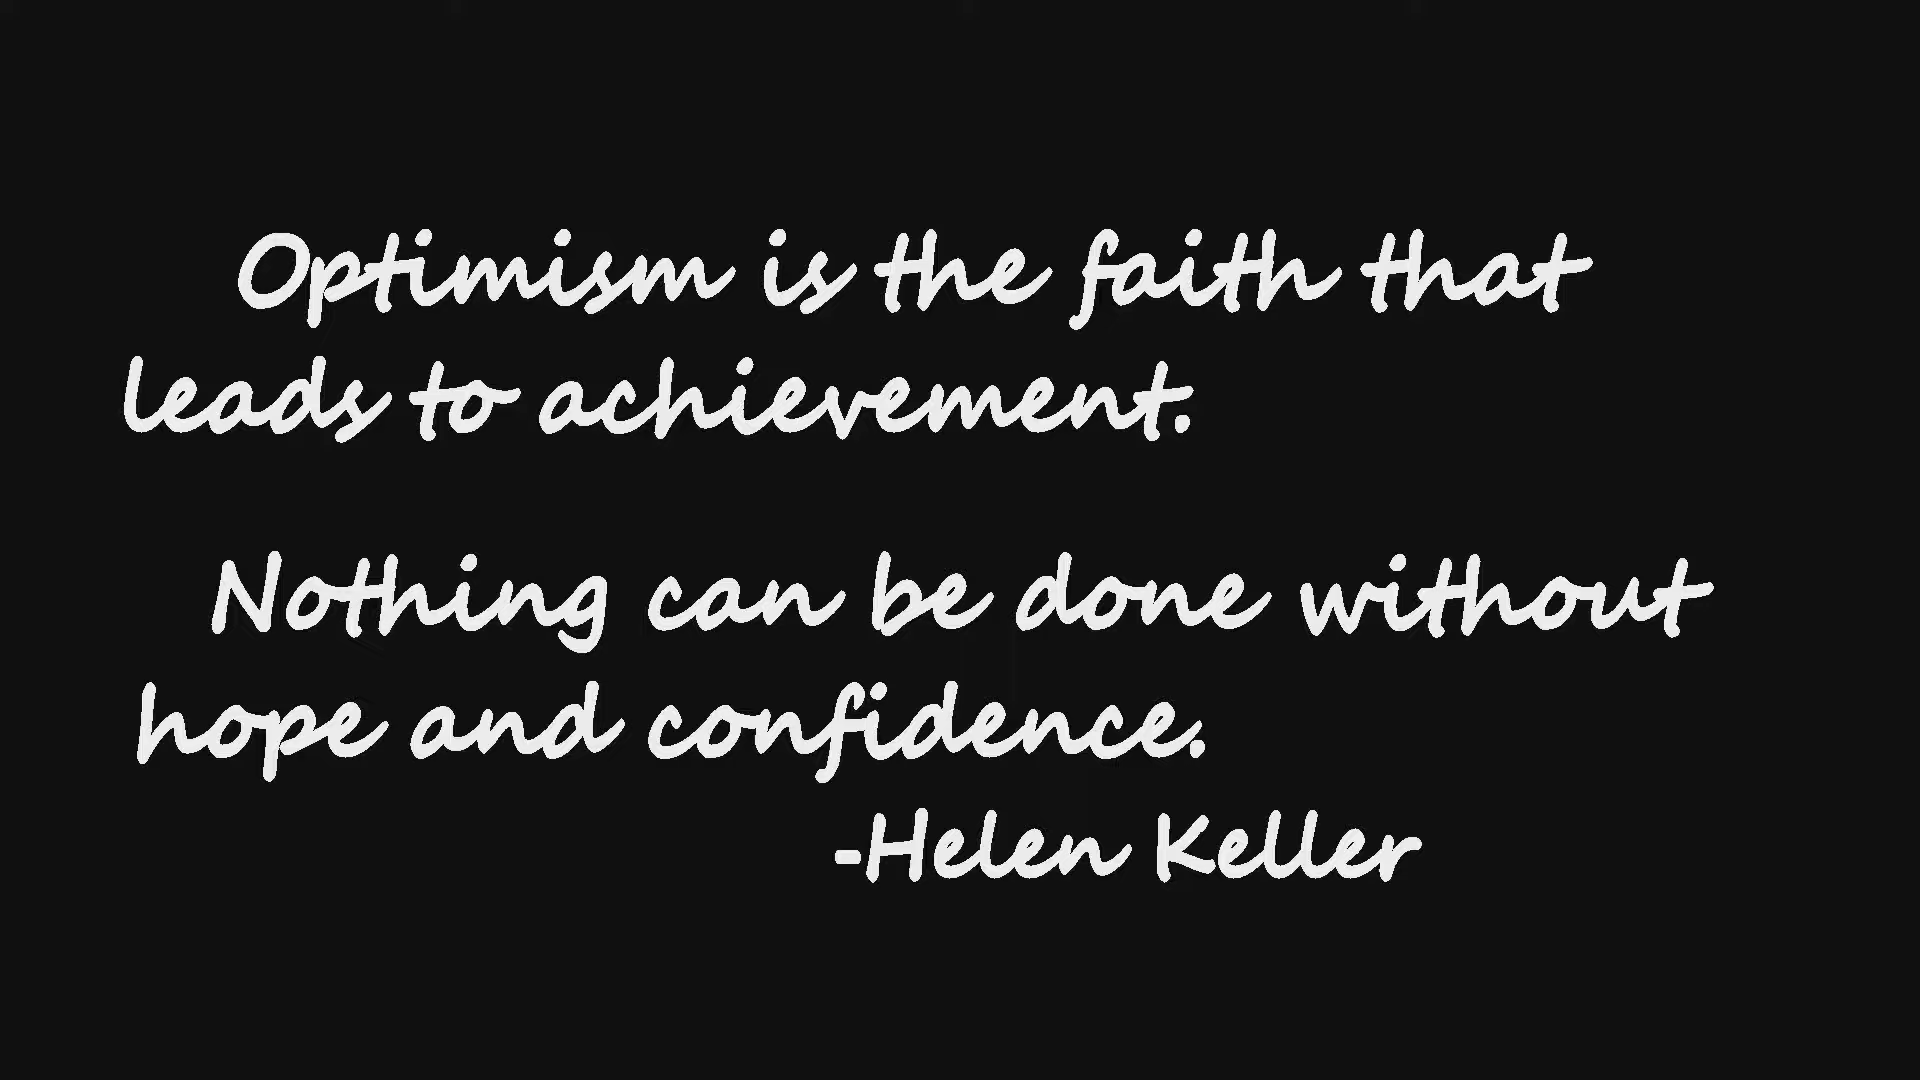 Optimism is the faith that
leads to achievement.
Nothing can be done without
hope and confidence.
-Helen Keller